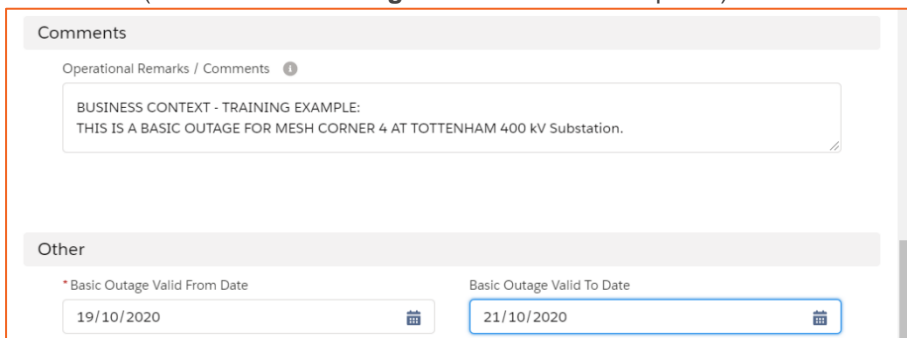 Comments
Operational Remarks / Comments
BUSINESS CONTEXT - TRAINING EXAMPLE:
THIS IS A BASIC OUTAGE FOR MESH CORNER 4 AT TOTTENHAM 400 kV Substation.
Other
*Basic Outage Valid From Date Basic Outage Valid To Date
19/10/2020 21/10/2020